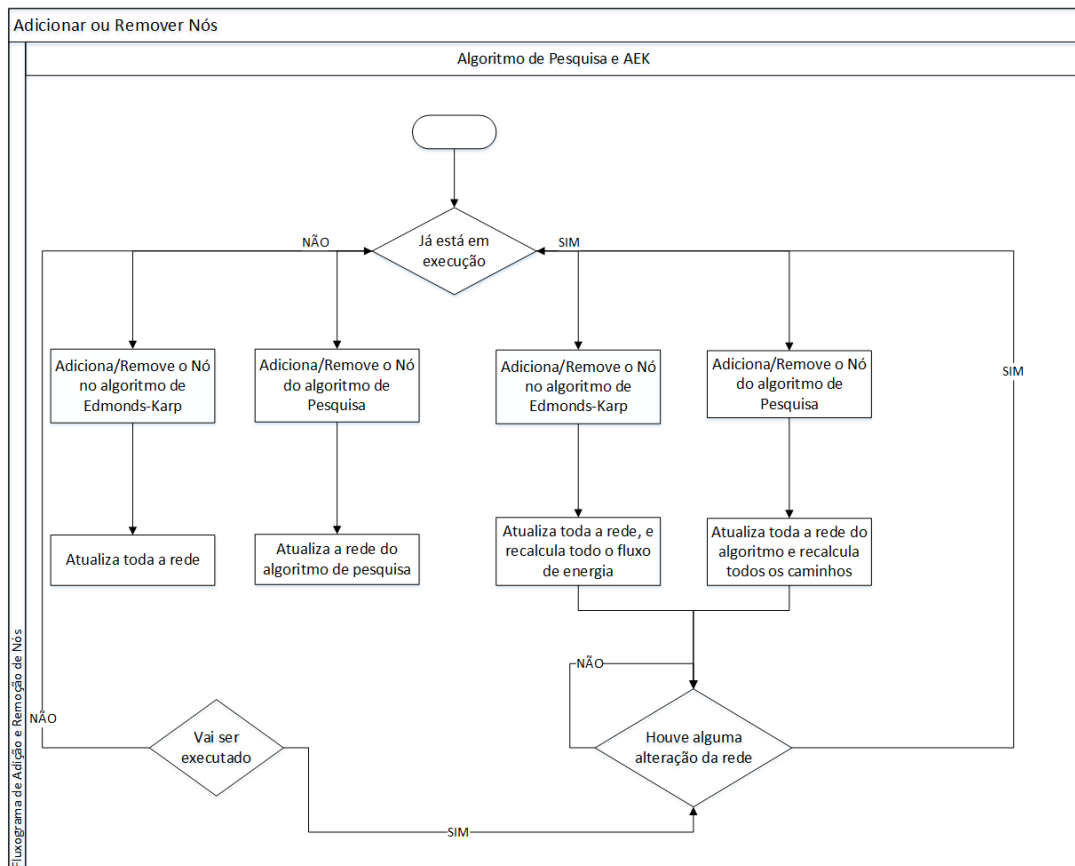 Adicionar ou Remover Nós
Algoritmo de Pesquisa e AEK
Fluxograma de Adição e Remoção de Nós
Já está em
execução
NÃO
SIM
Adiciona/Remove o Nó
no algoritmo de
Edmonds-Karp
Adiciona/Remove o Nó
do algoritmo de
Pesquisa
Adiciona/Remove o Nó
no algoritmo de
Edmonds-Karp
Adiciona/Remove o Nó
do algoritmo de
Pesquisa
SIM
Atualiza toda a rede
Atualiza a rede do
algoritmo de pesquisa
Atualiza toda a rede, e
recalcula todo o fluxo
de energia
Atualiza toda a rede do
algoritmo e recalcula
todos os caminhos
NÃO
NÃO
Vai ser
executado
Houve alguma
alteração da rede
SIM